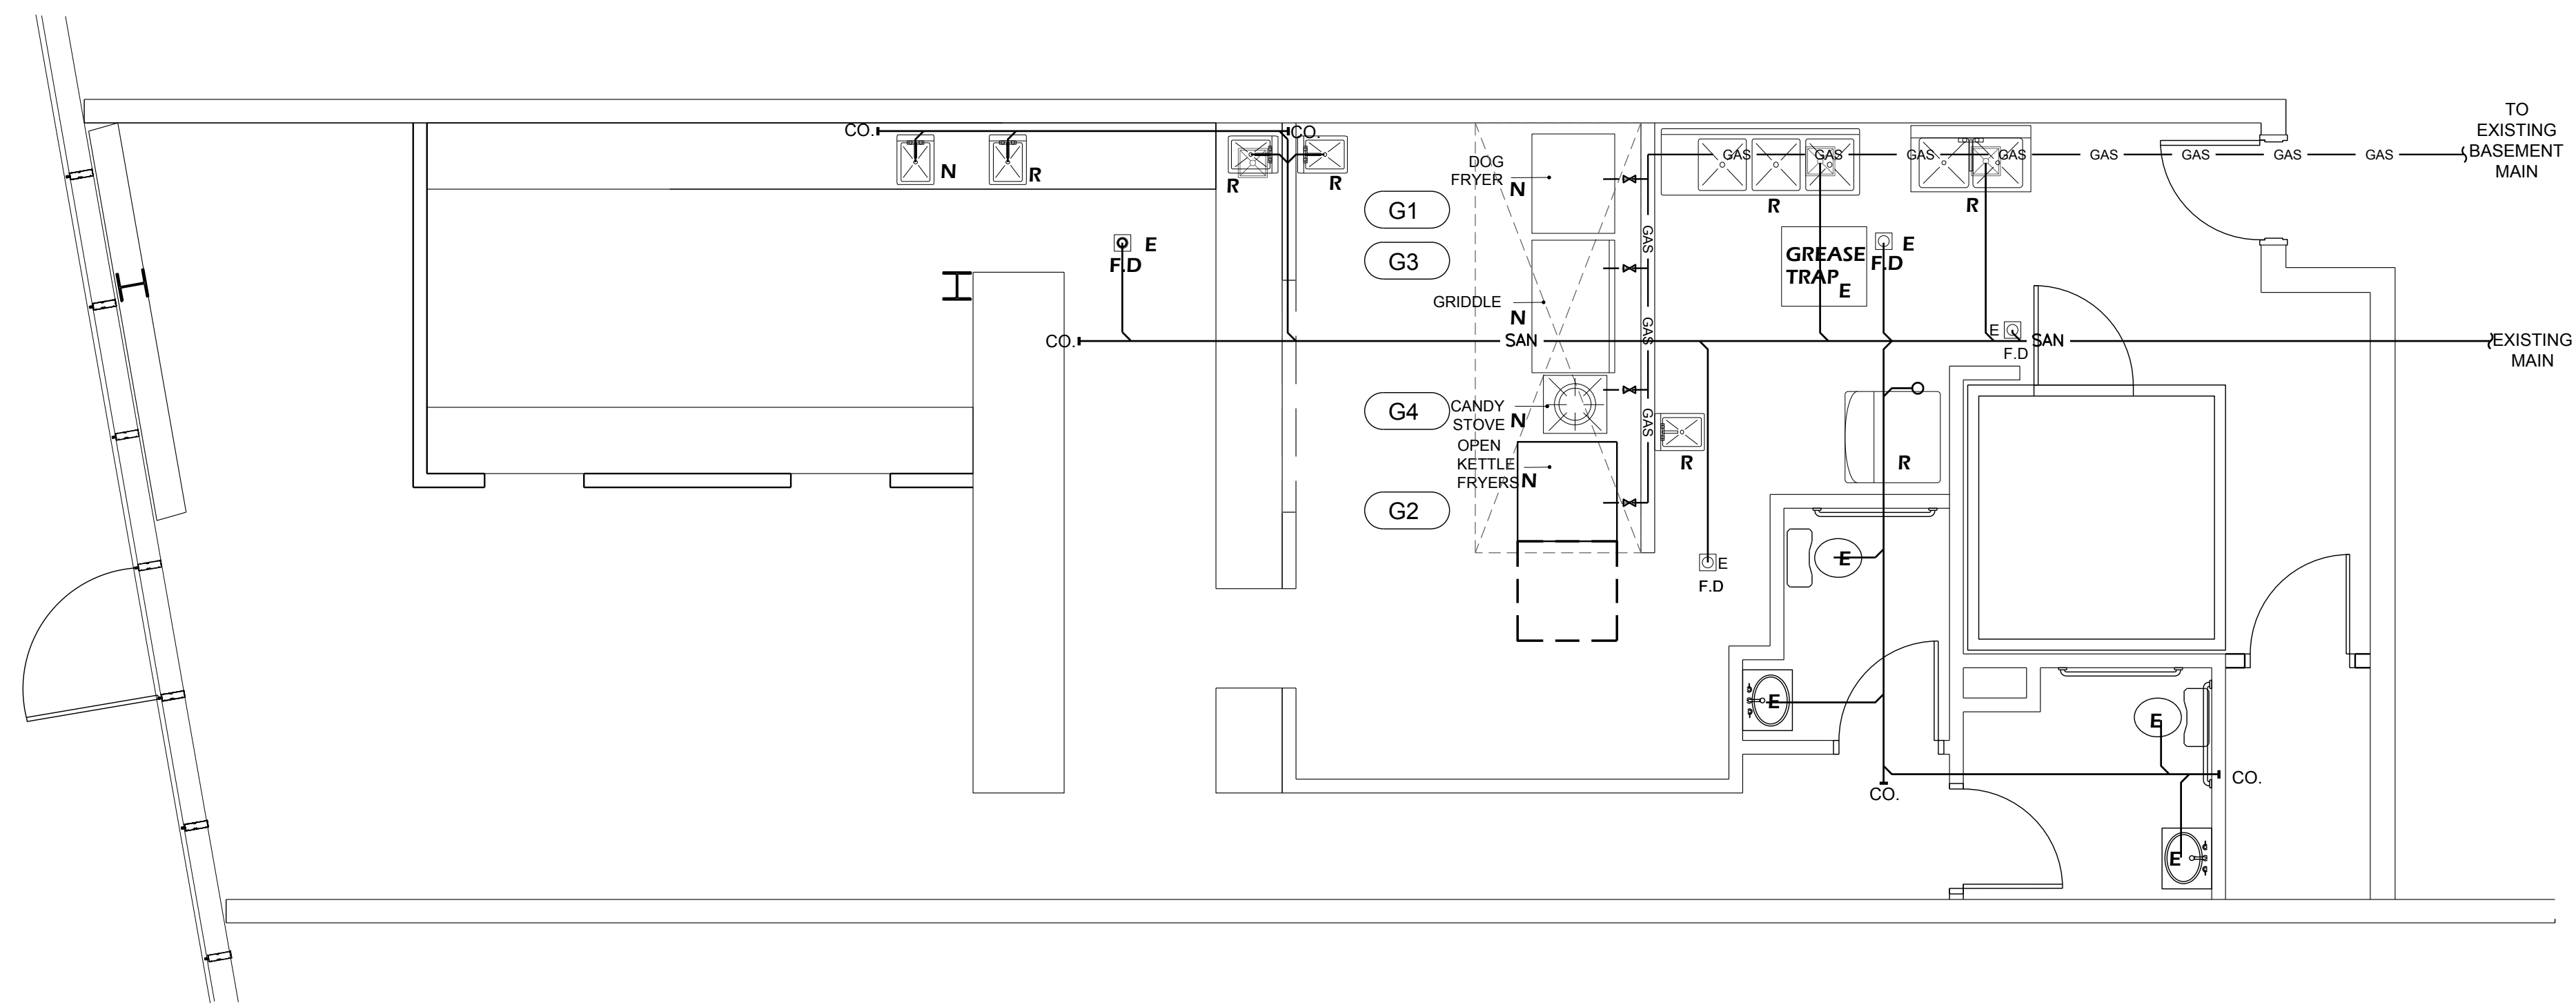 TO
EXISTING
BASEMENT
MAIN
CO.
CO.
N
R
R
R
DOG
FRYER
N
GAS
GAS
GAS
GAS
GAS
GAS
GAS
GAS
R
R
G1
G3
G4
G2
E
F.D
GAS
GAS
GAS
GREASE
TRAP
E
E
F.D
GRIDDLE
N
CO.
SAN
E
F.D
SAN
EXISTING
MAIN
CANDY
STOVE
N
OPEN
KETTLE
FRYERS
N
R
R
E
F.D
E
E
E
E
CO.
CO.